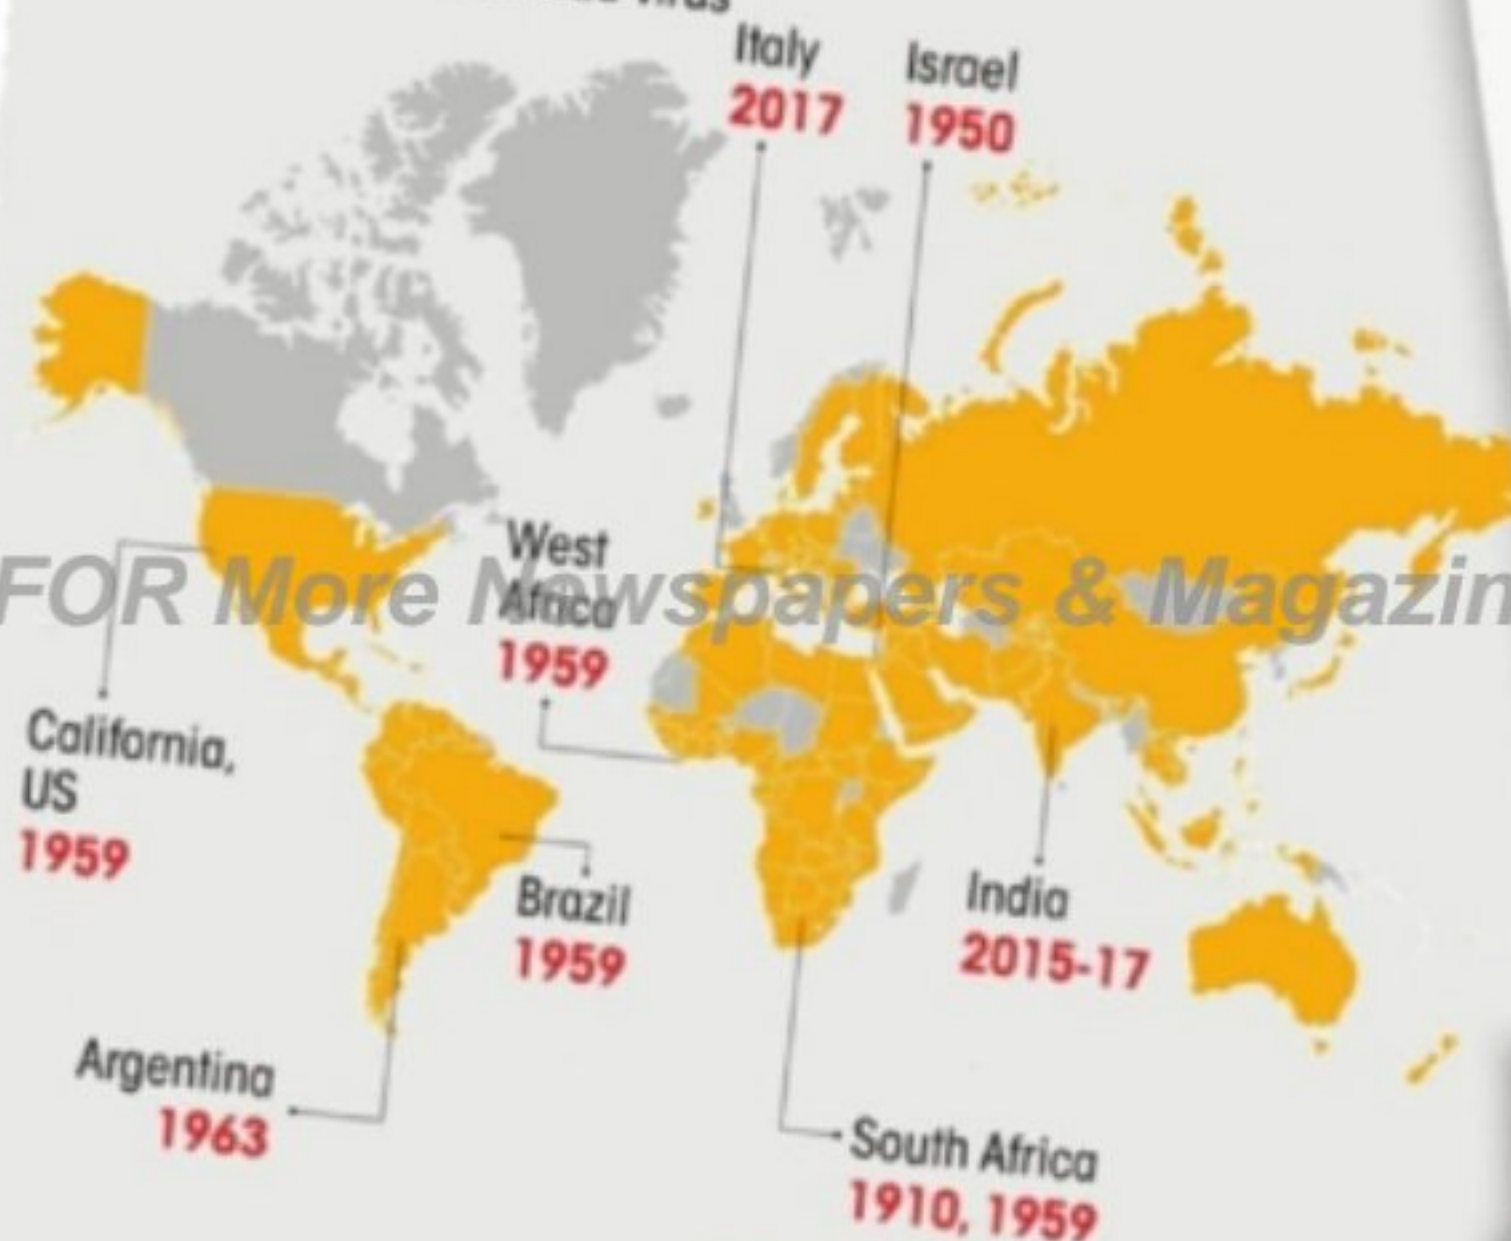 virus
Italy
2017
Israel
1950
West
Africa
1959
FOR More Newspapers & Magazin
California,
US
1959
Brazil
1959
India
2015-17
Argentina
1963
South Africa
1910, 1959